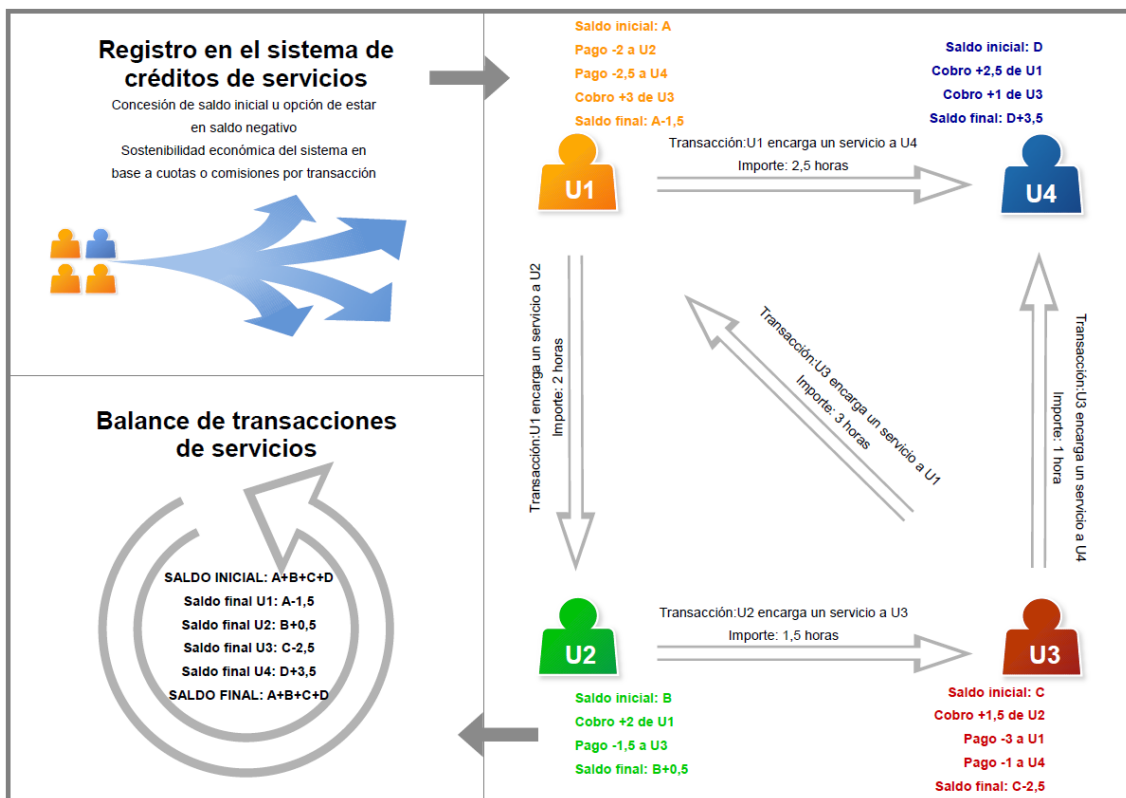 Registro en el sistema de
créditos de servicios
Concesión de saldo inicial u opción de estar
en saldo negativo
Sostenibilidad económica del sistema en
base a cuotas o comisiones por transacción
Saldo inicial: A
Pago -2 a U2
Pago -2,5 a U4
Cobro +3 de U3
Saldo final: A-1,5
U1
Saldo inicial: D
Cobro +2,5 de U1
Cobro +1 de U3
Saldo final: D+3,5
U4
Transacción:U1 encarga un servicio a U4
Importe: 2,5 horas
Transacción:U1 encarga un servicio a U2
Importe: 2 horas
Transacción:U3 encarga un servicio a U1
Importe: 3 horas
Transacción:U3 encarga un servicio a U4
Importe: 1 hora
Balance de transacciones
de servicios
SALDO INICIAL: A+B+C+D
Saldo final U1: A-1,5
Saldo final U2: B+0,5
Saldo final U3: C-2,5
Saldo final U4: D+3,5
SALDO FINAL: A+B+C+D
U2
Transacción:U2 encarga un servicio a U3
Importe: 1,5 horas
U3
Saldo inicial: B
Cobro +2 de U1
Pago -1,5 a U3
Saldo final: B+0,5
Saldo inicial: C
Cobro +1,5 de U2
Pago -3 a U1
Pago -1 a U4
Saldo final: C-2,5